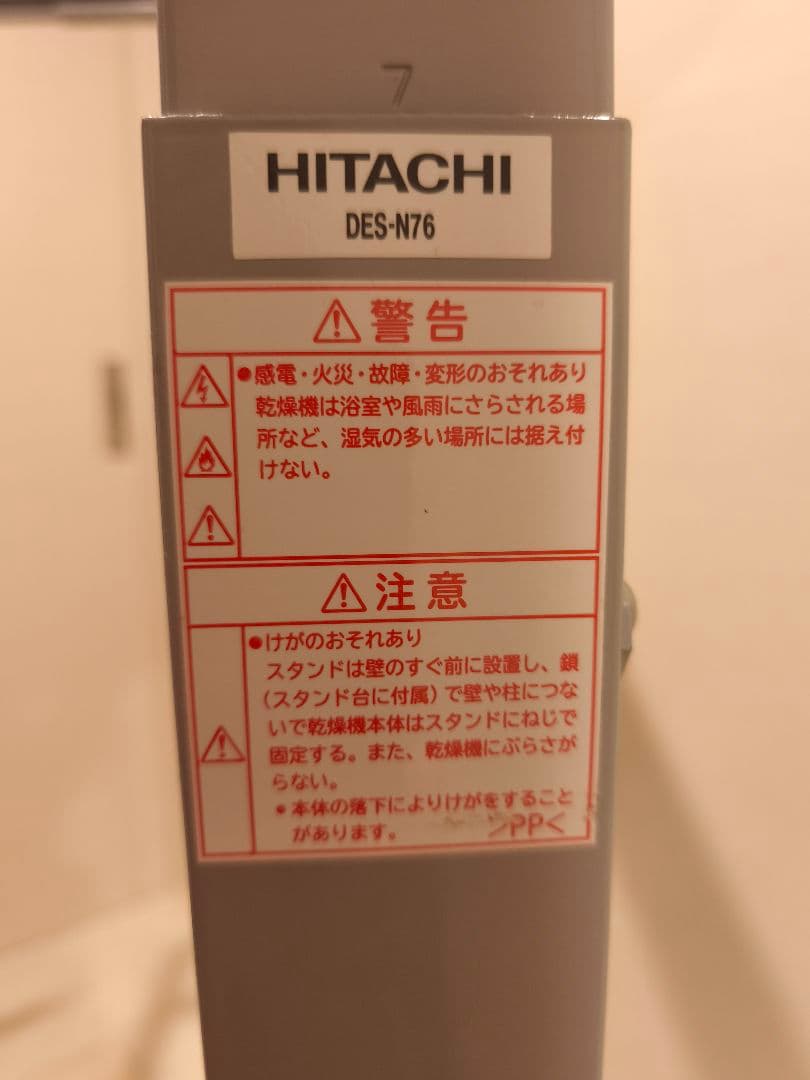 7
HITACHI
DES-N76
警告
●感電・火災・故障・変形のおそれあり
乾燥機は浴室や風雨にさらされる場
所など、湿気の多い場所には据え付
けない。
注意
●けがのおそれあり
スタンドは壁のすぐ前に設置し、鎖
（スタンド台に付属）で壁や柱につな
いで乾燥機本体はスタンドにねじで
固定する。また、乾燥機にぶらさが
らない。
●本体の落下によりけがをすること
があります。
>PP<